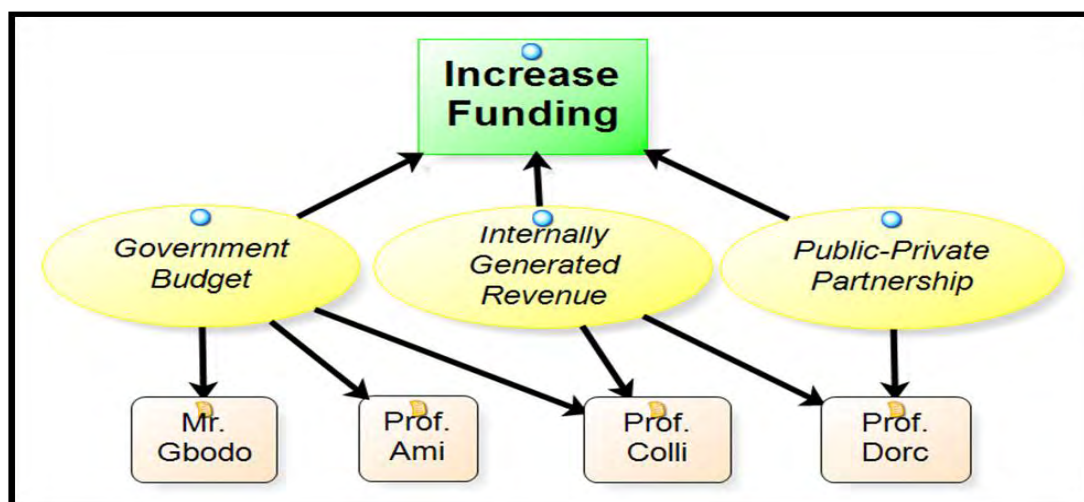 Increase
Funding
Government
Budget
Internally
Generated
Revenue
Public-Private
Partnership
Mr.
Gbodo
Prof.
Ami
Prof.
Colli
Prof.
Dorc